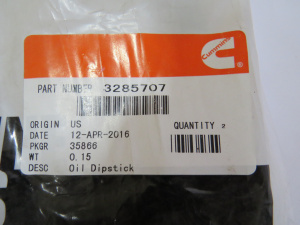 Cummins
PART NUMBER 3285707
ORIGIN US QUANTITY 2
DATE 12-APR-2016
PKGR 35866
WT 0.15
DESC Oil Dipstick